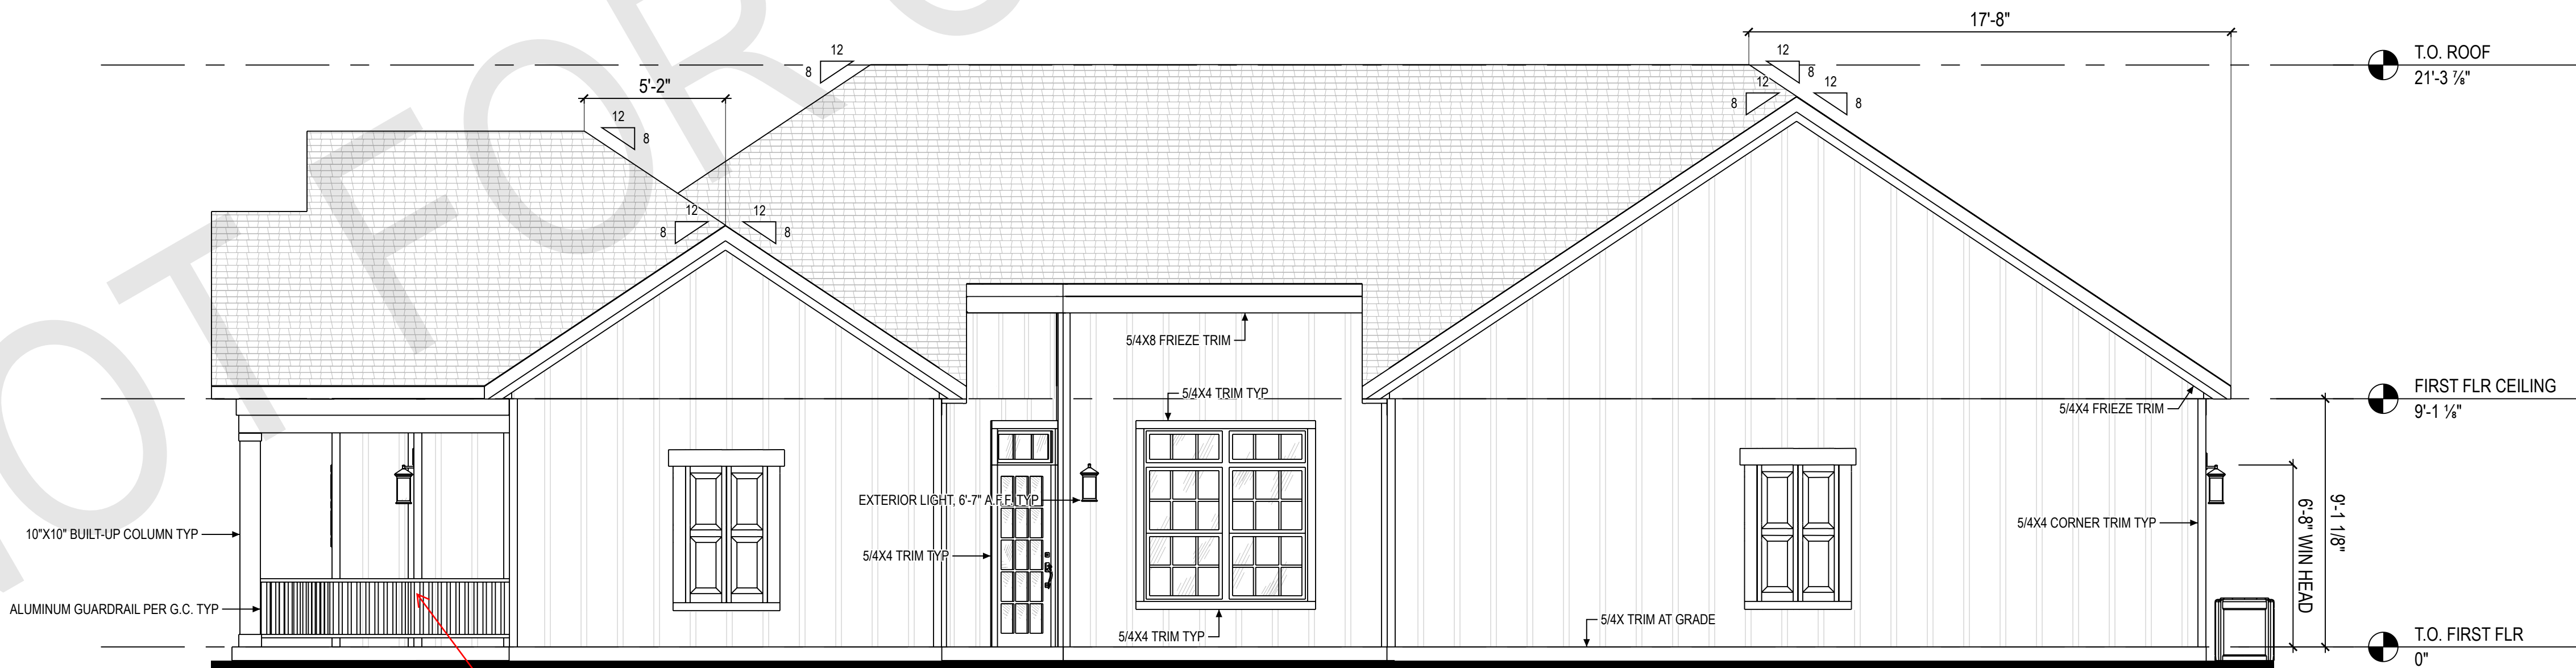 NOT FOR C
17'-8"
12
8
12
8
T.O. ROOF
21'-3 ⅞"
5'-2"
12
8
12
8
12
8
12
8
12
8
5/4X8 FRIEZE TRIM
5/4X4 TRIM TYP
FIRST FLR CEILING
9'-1 ⅛"
5/4X4 FRIEZE TRIM
EXTERIOR LIGHT, 6'-7" A.F.F. TYP
10"X10" BUILT-UP COLUMN TYP
5/4X4 TRIM TYP
5/4X4 CORNER TRIM TYP
6'-8" WIN HEAD
9'-1 1/8"
ALUMINUM GUARDRAIL PER G.C. TYP
5/4X4 TRIM TYP
5/4X TRIM AT GRADE
T.O. FIRST FLR
0"